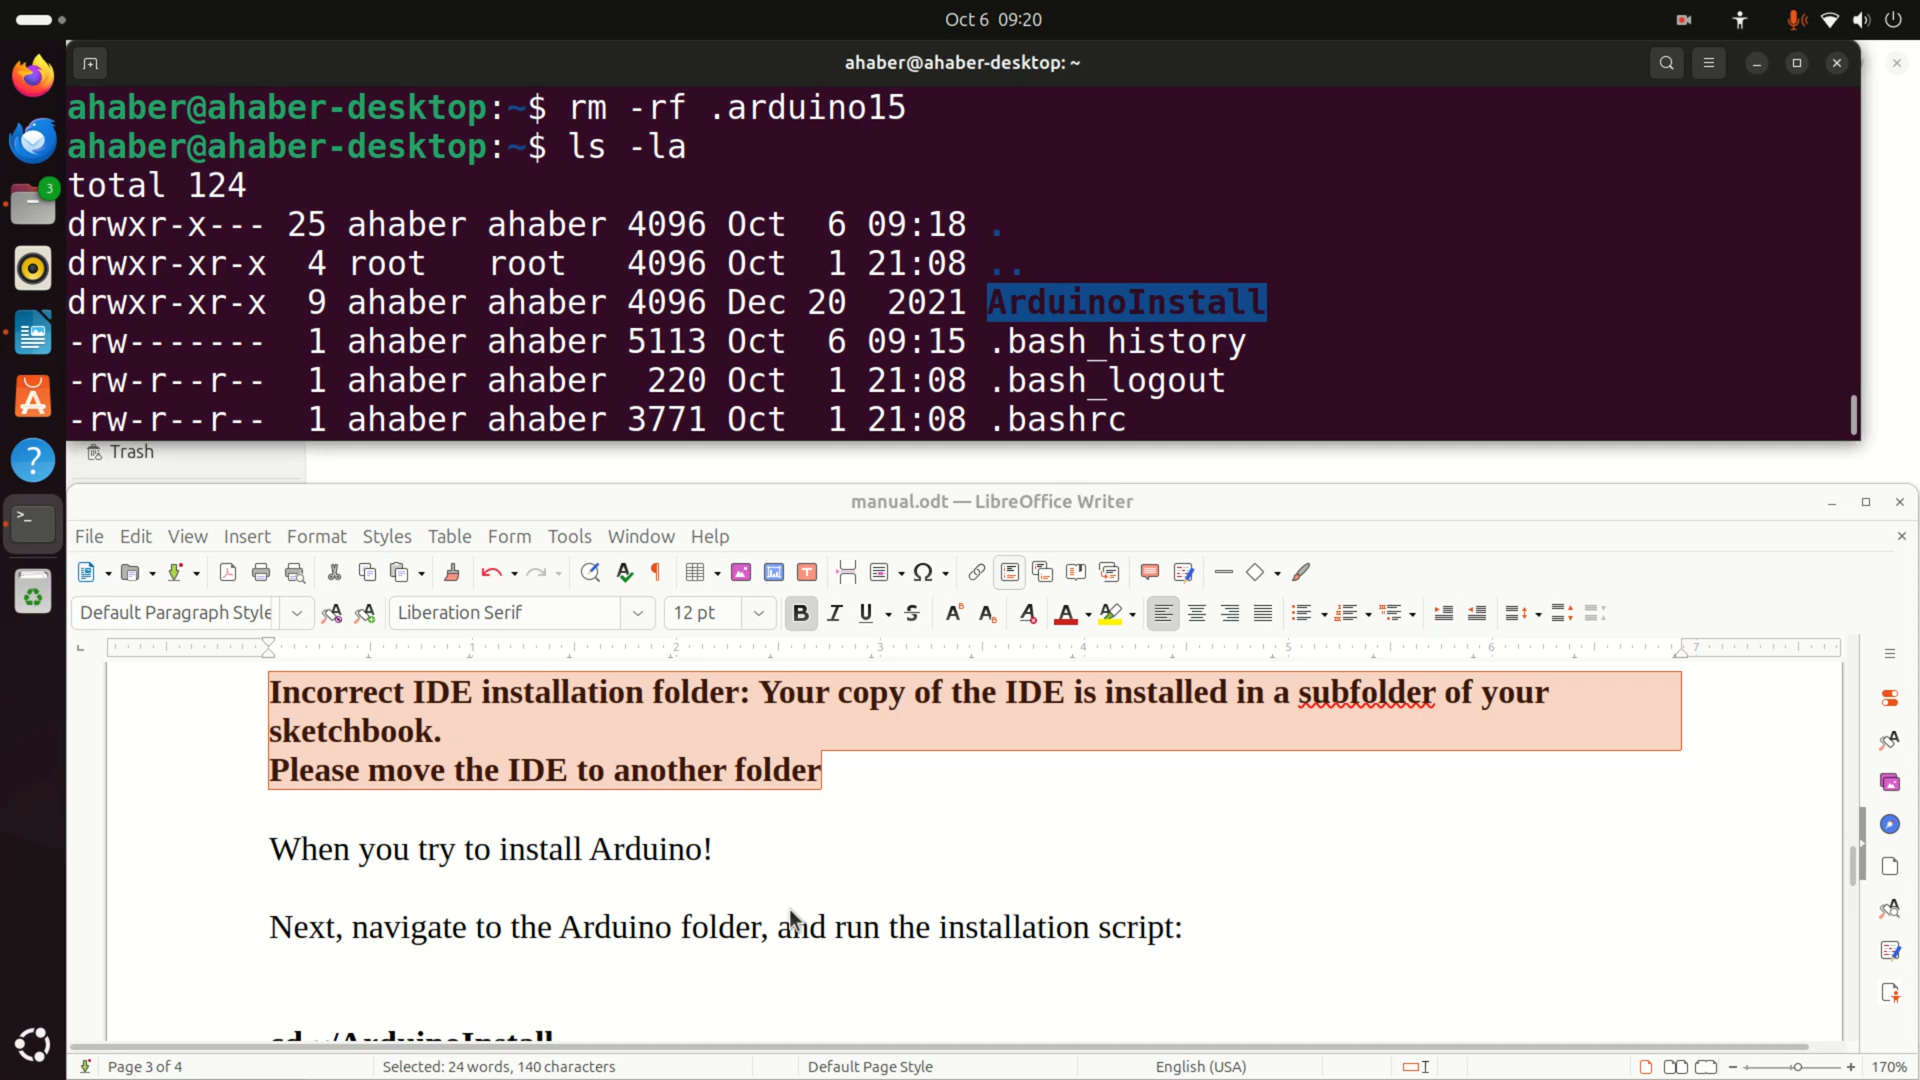 Oct 6 09:20
ahaber@ahaber-desktop: ~
ahaber@ahaber-desktop:~$ rm -rf .arduino15
ahaber@ahaber-desktop:~$ ls -la
total 124
drwxr-x--- 25 ahaber ahaber 4096 Oct 6 09:18 .
drwxr-xr-x 4 root root 4096 Oct 1 21:08 ..
drwxr-xr-x 9 ahaber ahaber 4096 Dec 20 2021 ArduinoInstall
-rw------- 1 ahaber ahaber 5113 Oct 6 09:15 .bash_history
-rw-r--r-- 1 ahaber ahaber 220 Oct 1 21:08 .bash_logout
-rw-r--r-- 1 ahaber ahaber 3771 Oct 1 21:08 .bashrc
3
Trash
manual.odt — LibreOffice Writer
File Edit View Insert Format Styles Table Form Tools Window Help
Default Paragraph Style Liberation Serif 12 pt
1 2 3 4 5 6 7
Incorrect IDE installation folder: Your copy of the IDE is installed in a subfolder of your
sketchbook.
Please move the IDE to another folder
When you try to install Arduino!
Next, navigate to the Arduino folder, and run the installation script:
Page 3 of 4 Selected: 24 words, 140 characters Default Page Style English (USA) 170%